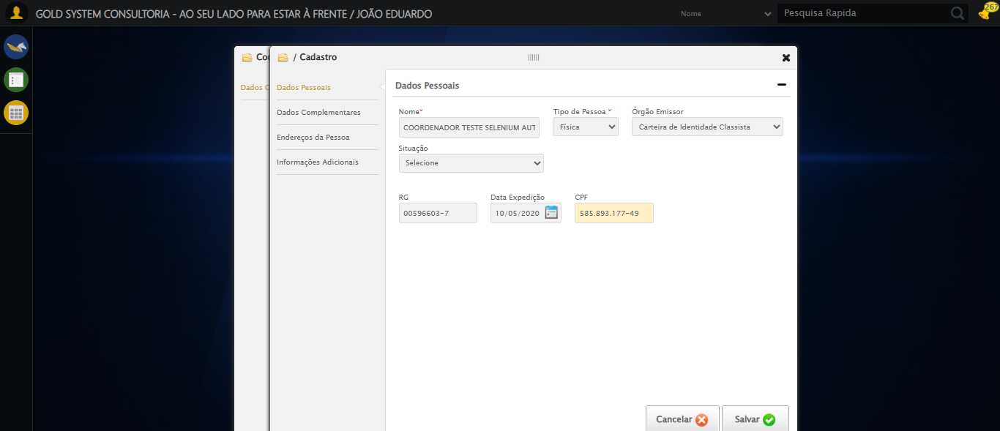 GOLD SYSTEM CONSULTORIA - AO SEU LADO PARA ESTAR À FRENTE / JOÃO EDUARDO
Nome
Pesquisa Rapida
267
Coo
/ Cadastro
Dados C
Dados Pessoais
Dados Complementares
Endereços da Pessoa
Informações Adicionais
Dados Pessoais
Nome* Tipo de Pessoa * Órgão Emissor
COORDENADOR TESTE SELENIUM AUT Física Carteira de Identidade Classista
Situação
Selecione
RG Data Expedição CPF
00596603-7 10/05/2020 585.893.177-49
Cancelar Salvar